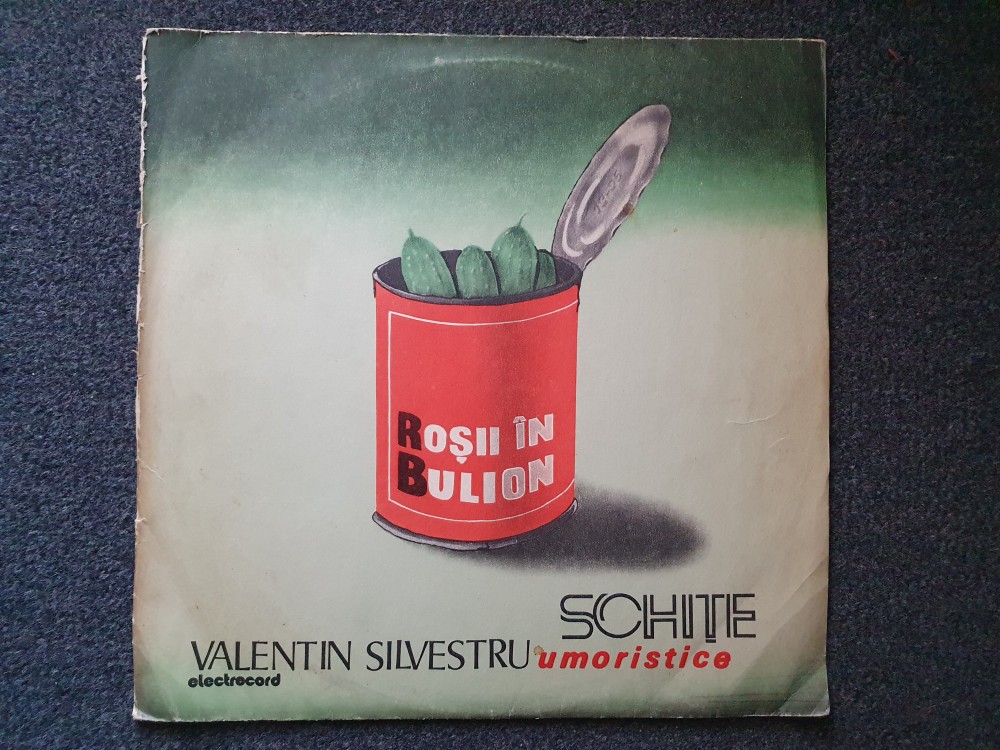 ROȘII ÎN
BULION
SCHIȚE
VALENTIN SILVESTRU umoristice
electrecord